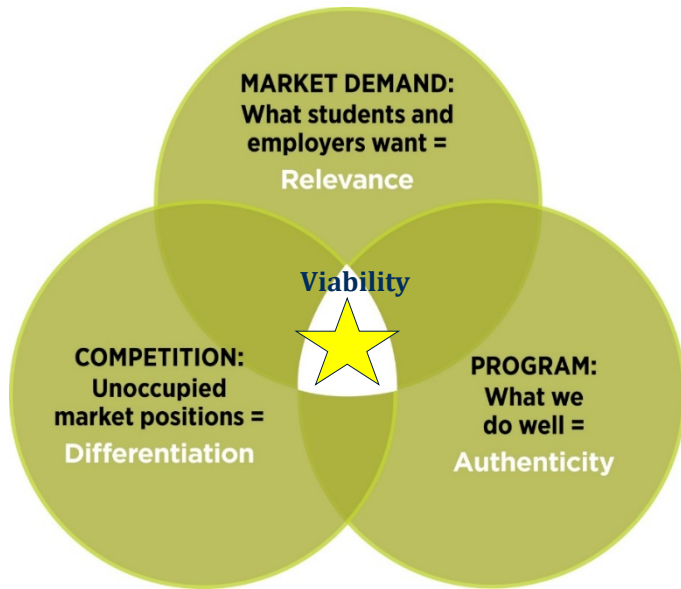 MARKET DEMAND:
What students and
employers want =
Relevance
Viability
COMPETITION:
Unoccupied
market positions =
Differentiation
PROGRAM:
What we
do well =
Authenticity